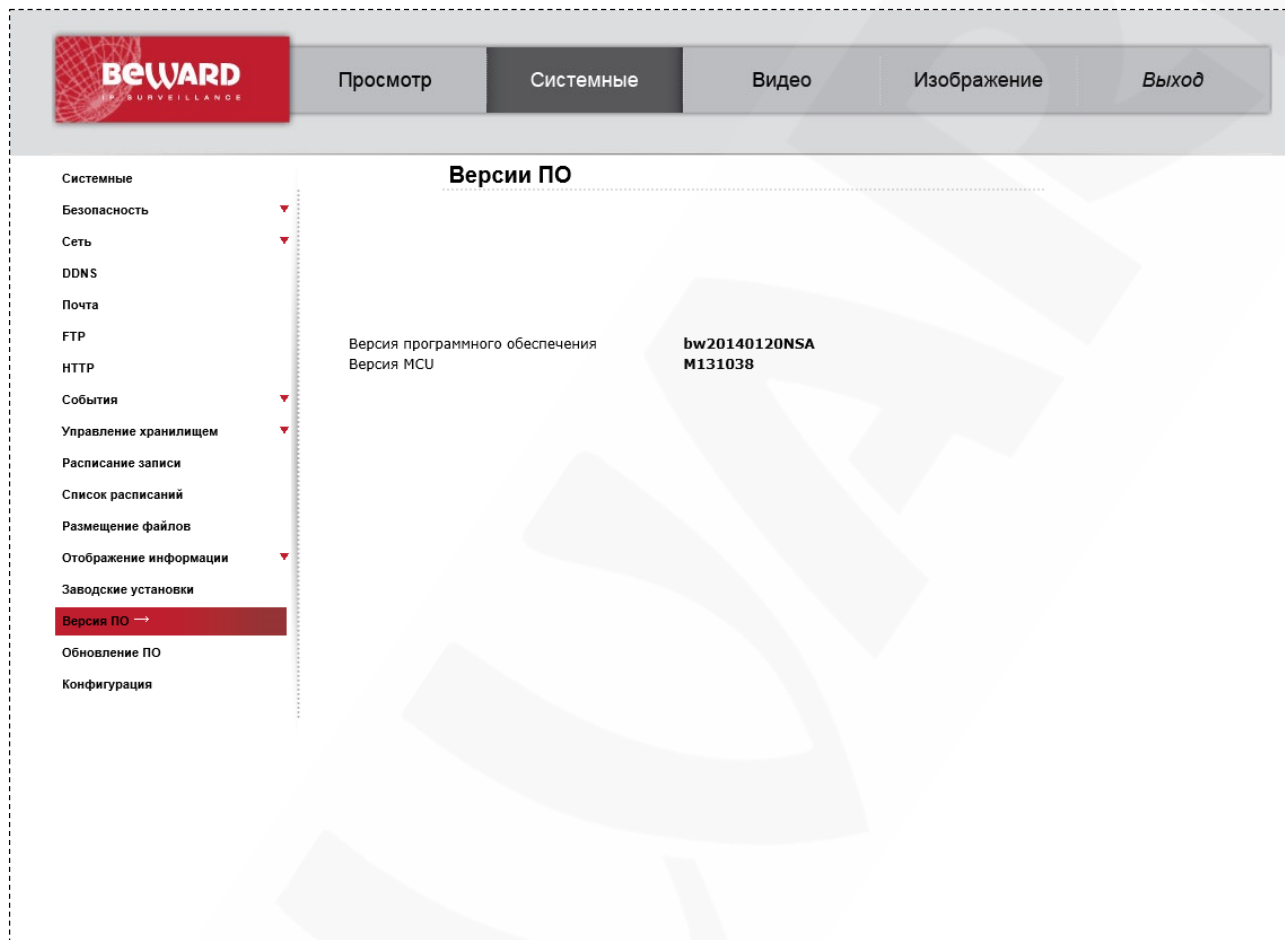 BEWARD
IP SURVEILLANCE
Просмотр
Системные
Видео
Изображение
Выход
Версии ПО
Системные
Безопасность
Сеть
DDNS
Почта
FTP
HTTP
События
Управление хранилищем
Расписание записи
Список расписаний
Размещение файлов
Отображение информации
Заводские установки
Версия ПО →
Обновление ПО
Конфигурация
Версия программного обеспечения bw20140120NSA
Версия MCU M131038